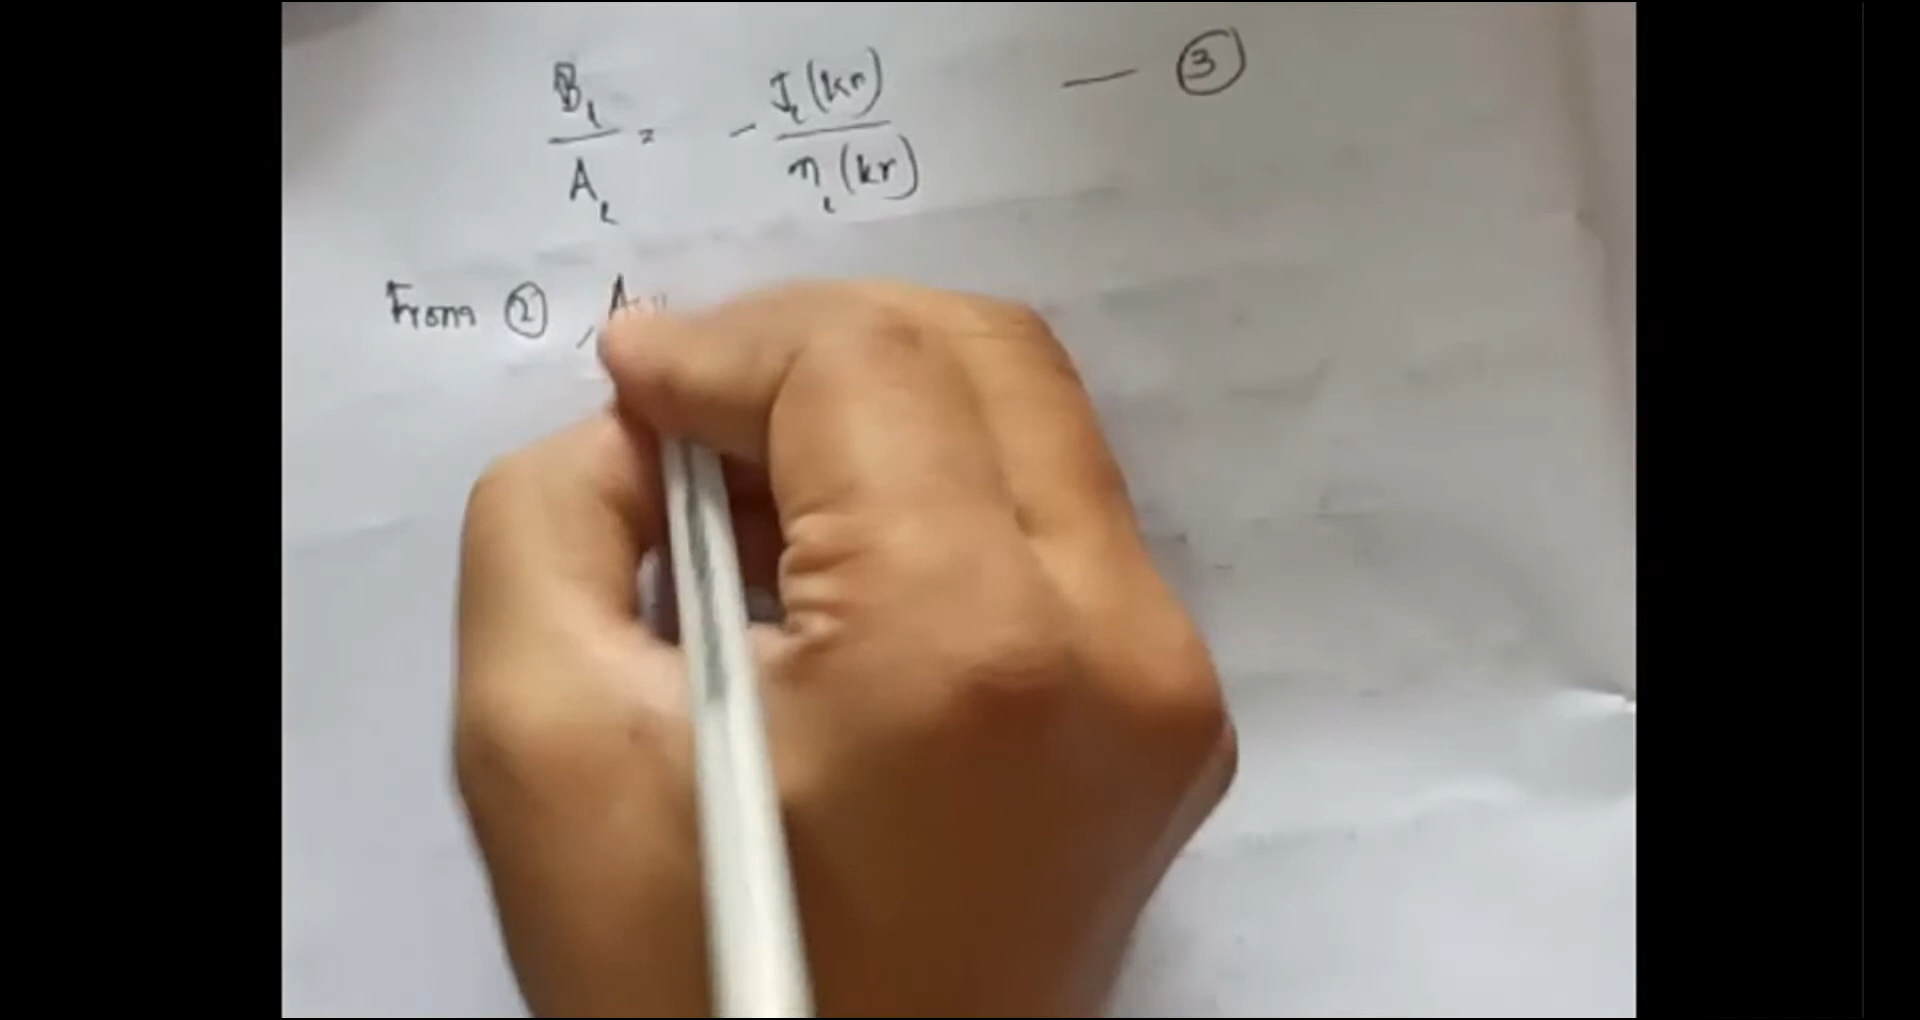 B_l / A_l = - J_l (kr) / η_l (kr) — ③
From ②,